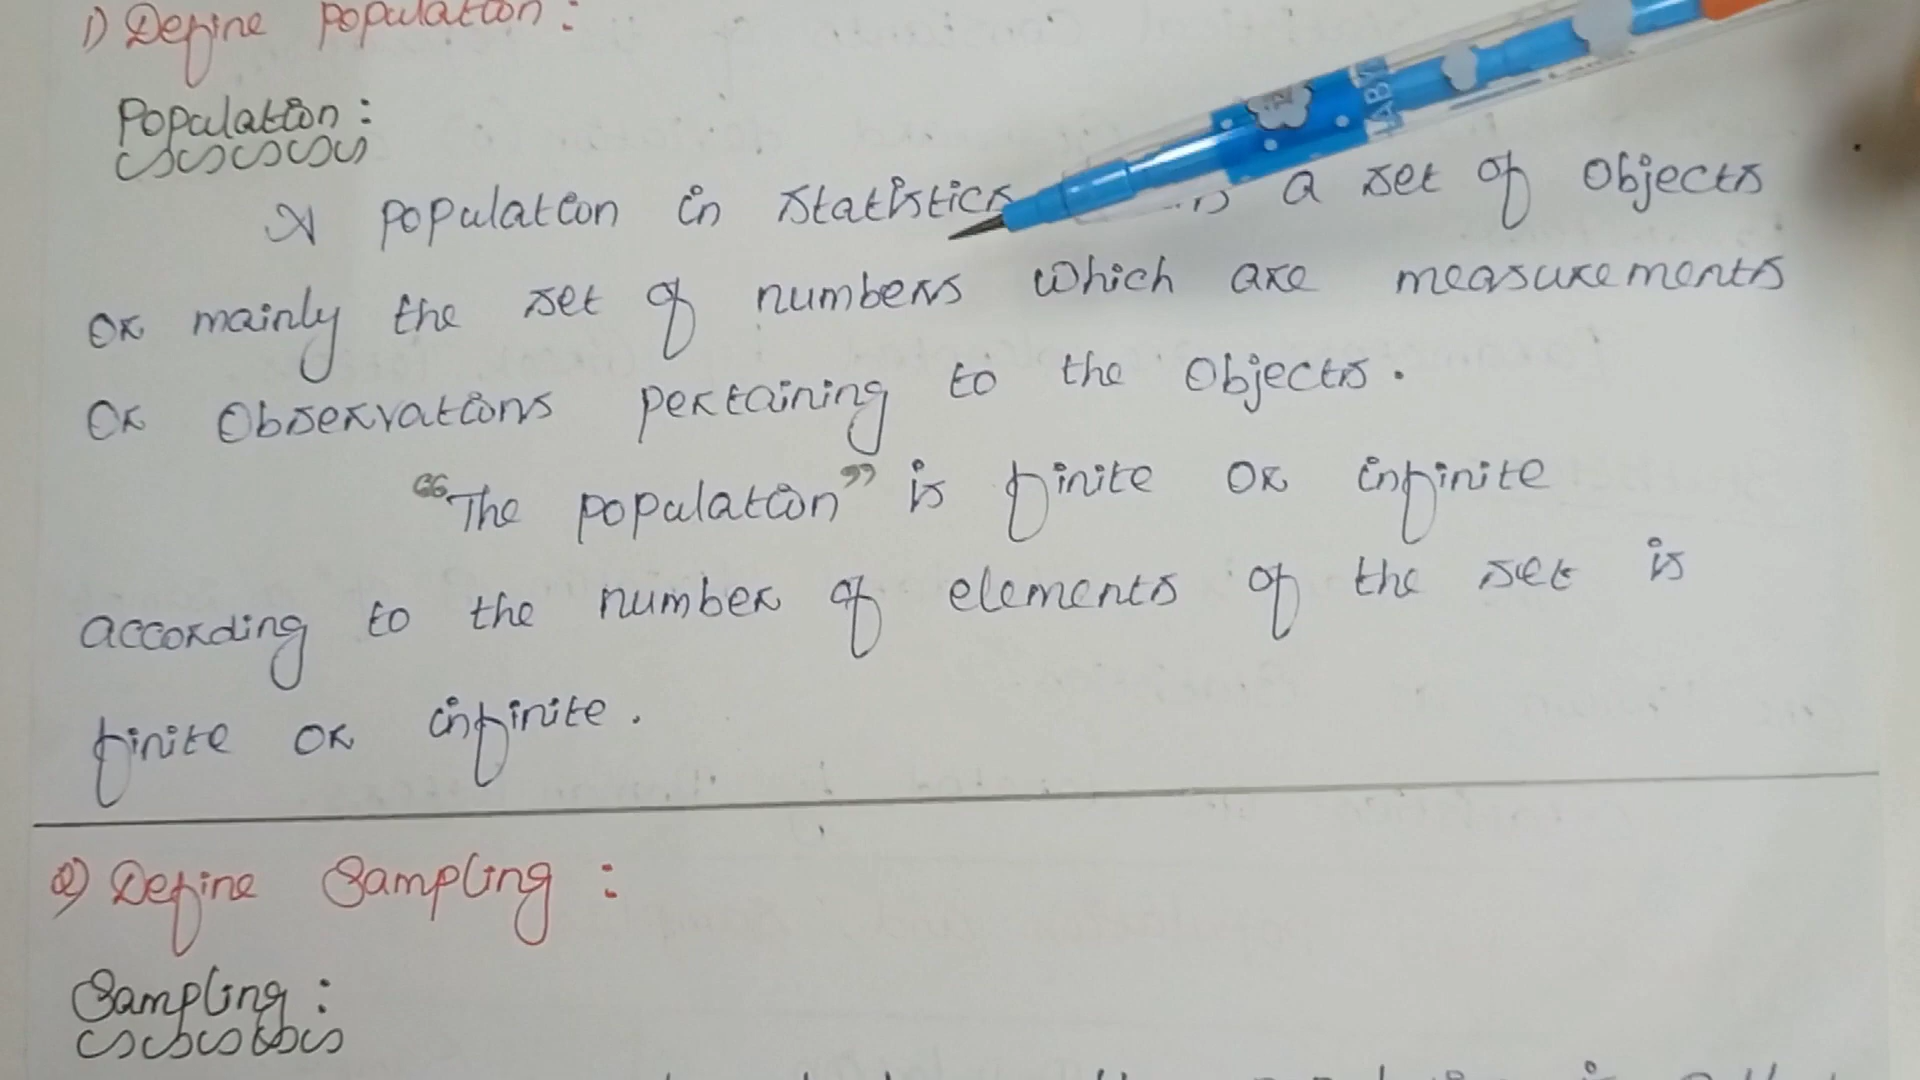 1) Define Population :
Population :
A population in statistics a set of Objects
or mainly the set of numbers which are measurements
or Observations pertaining to the Objects.
"The population" is finite or infinite
according to the number of elements of the set is
finite or infinite.
2) Define Sampling :
Sampling :